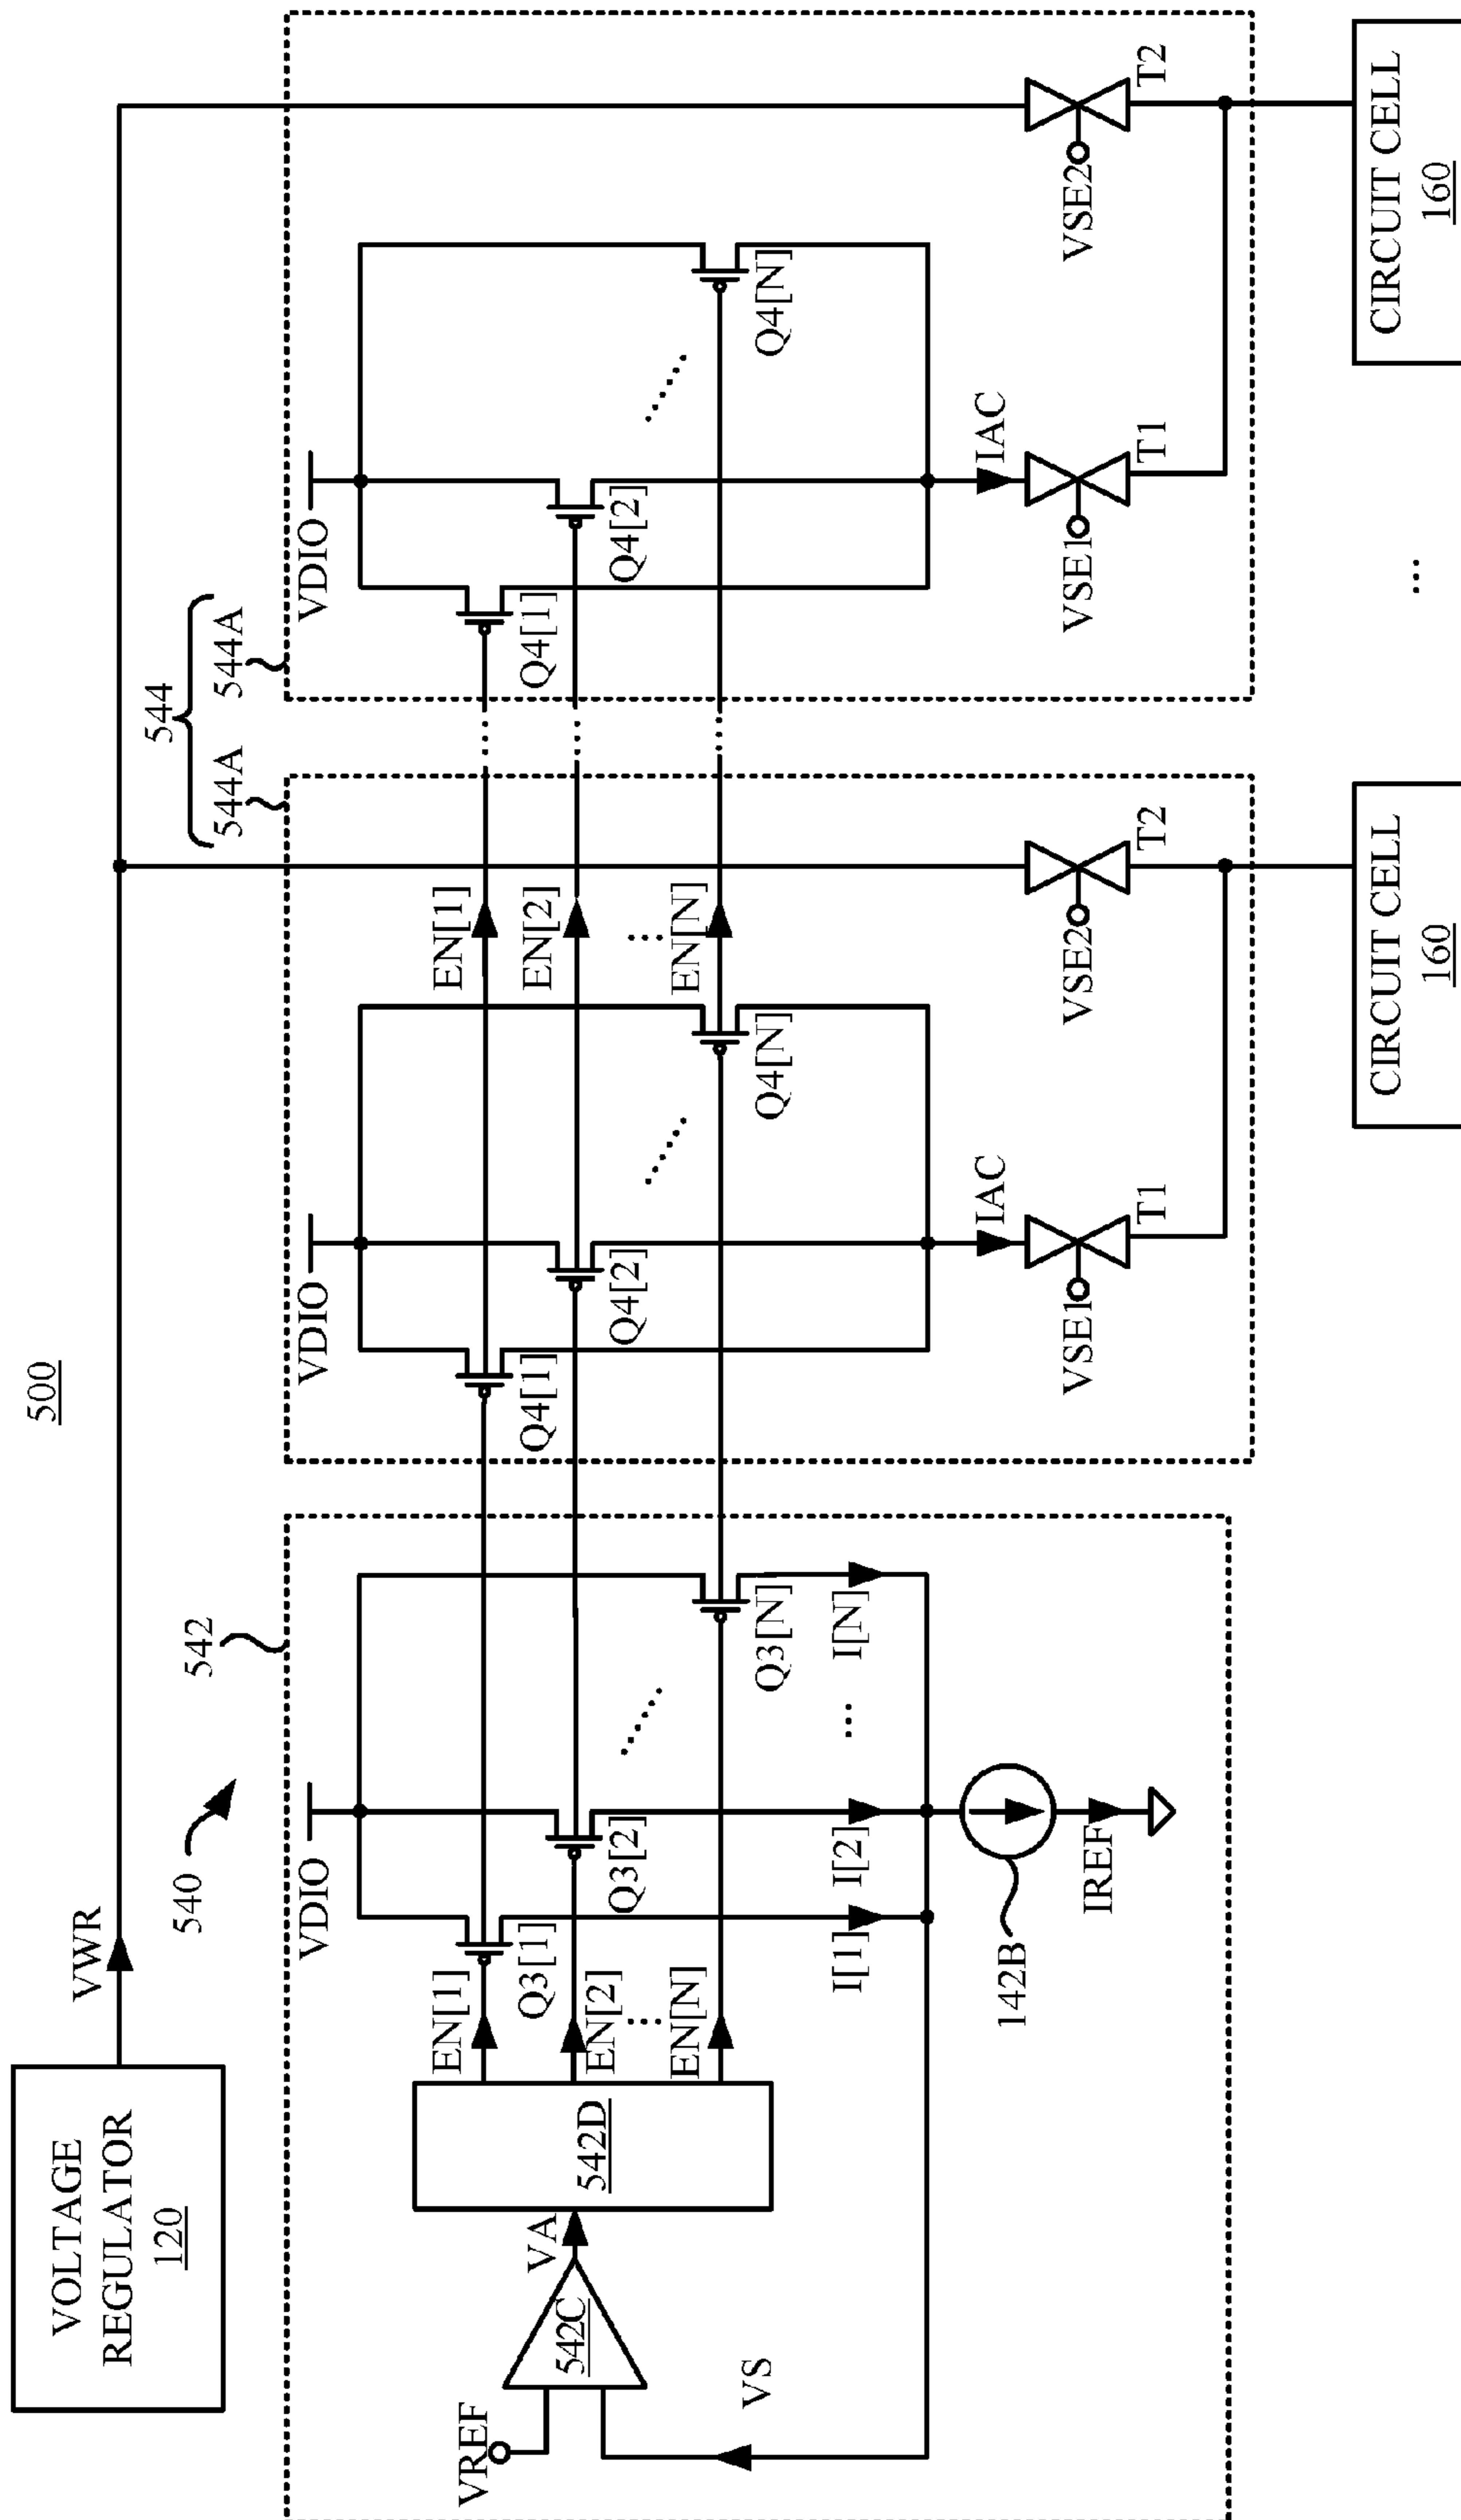 500
VOLTAGE
REGULATOR
120
VWR
540
542
544
544A
544A
VREF
542C
VS
VA
542D
EN[1]
EN[2]
...
EN[N]
VDIO
Q3[1]
Q3[2]
Q3[N]
I[1]
I[2]
...
I[N]
142B
IREF
VDIO
Q4[1]
Q4[2]
Q4[N]
EN[1]
EN[2]
...
EN[N]
IAC
VSE1
T1
VSE2
T2
CIRCUIT CELL
160
VDIO
Q4[1]
Q4[2]
Q4[N]
IAC
VSE1
T1
VSE2
T2
...
CIRCUIT CELL
160